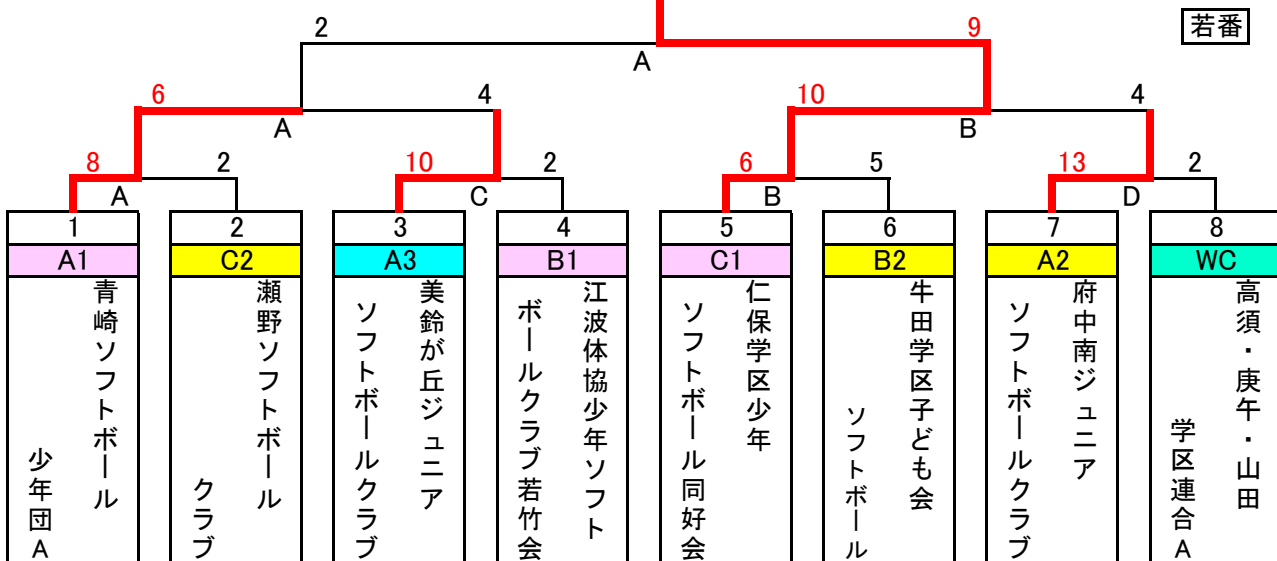 2
9
若番
A
6
4
10
4
A
B
8
2
10
2
6
5
13
2
A
C
B
D
1
2
3
4
5
6
7
8
A1
C2
A3
B1
C1
B2
A2
WC
青崎ソフトボール
少年団A
瀬野ソフトボール
クラブ
美鈴が丘ジュニア
ソフトボールクラブ
江波体協少年ソフト
ボールクラブ若竹会
仁保学区少年
ソフトボール同好会
牛田学区子ども会
ソフトボール
府中南ジュニア
ソフトボールクラブ
高須・庚午・山田
学区連合A